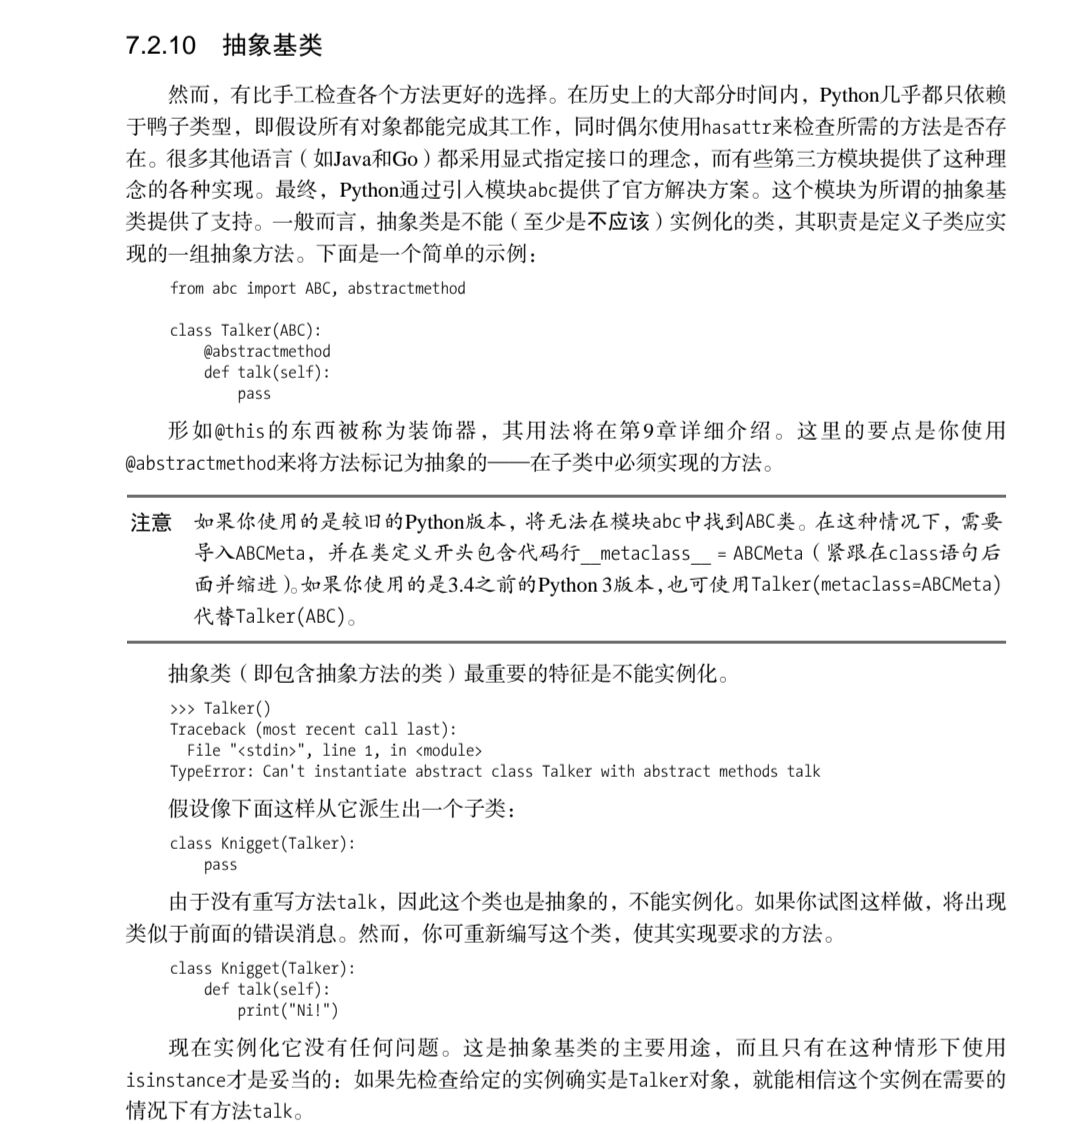 7.2.10 抽象基类
然而，有比手工检查各个方法更好的选择。在历史上的大部分时间内，Python几乎都只依赖
于鸭子类型，即假设所有对象都能完成其工作，同时偶尔使用hasattr来检查所需的方法是否存
在。很多其他语言（如Java和Go）都采用显式指定接口的理念，而有些第三方模块提供了这种理
念的各种实现。最终，Python通过引入模块abc提供了官方解决方案。这个模块为所谓的抽象基
类提供了支持。一般而言，抽象类是不能（至少是不应该）实例化的类，其职责是定义子类应实
现的一组抽象方法。下面是一个简单的示例：
from abc import ABC, abstractmethod
class Talker(ABC):
    @abstractmethod
    def talk(self):
        pass
形如@this的东西被称为装饰器，其用法将在第9章详细介绍。这里的要点是你使用
@abstractmethod来将方法标记为抽象的——在子类中必须实现的方法。
注意 如果你使用的是较旧的Python版本，将无法在模块abc中找到ABC类。在这种情况下，需要
导入ABCMeta，并在类定义开头包含代码行__metaclass__ = ABCMeta（紧跟在class语句后
面并缩进）。如果你使用的是3.4之前的Python 3版本，也可使用Talker(metaclass=ABCMeta)
代替Talker(ABC)。
抽象类（即包含抽象方法的类）最重要的特征是不能实例化。
>>> Talker()
Traceback (most recent call last):
  File "<stdin>", line 1, in <module>
TypeError: Can't instantiate abstract class Talker with abstract methods talk
假设像下面这样从它派生出一个子类：
class Knigget(Talker):
    pass
由于没有重写方法talk，因此这个类也是抽象的，不能实例化。如果你试图这样做，将出现
类似于前面的错误消息。然而，你可重新编写这个类，使其实现要求的方法。
class Knigget(Talker):
    def talk(self):
        print("Ni!")
现在实例化它没有任何问题。这是抽象基类的主要用途，而且只有在这种情形下使用
isinstance才是妥当的：如果先检查给定的实例确实是Talker对象，就能相信这个实例在需要的
情况下有方法talk。